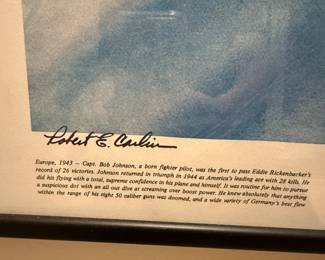 Robert E. Carlin
Europe, 1943 – Capt. Bob Johnson, a born fighter pilot, was the first to pass Eddie Rickenbacker's
record of 26 victories. Johnson returned in triumph in 1944 as America's leading ace with 28 kills. He
did his flying with a total, supreme confidence in his plane and himself. It was routine for him to pursue
a suspicious dot with an all out dive at screaming over boost power. He knew absolutely that anything
within the range of his eight 50 caliber guns was doomed, and a wide variety of Germany's best flew